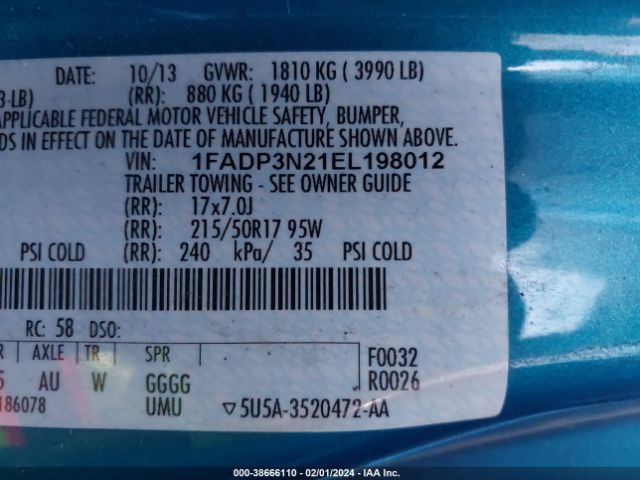 DATE: 10/13 GVWR: 1810 KG ( 3990 LB)
3 LB) (RR): 880 KG ( 1940 LB)
APPLICABLE FEDERAL MOTOR VEHICLE SAFETY, BUMPER,
DS IN EFFECT ON THE DATE OF MANUFACTURE SHOWN ABOVE.
VIN: 1FADP3N21EL198012
TRAILER TOWING - SEE OWNER GUIDE
(RR): 17x7.0J
(RR): 215/50R17 95W
PSI COLD (RR): 240 kPa/ 35 PSI COLD
RC: 58 DSO:
R AXLE TR SPR F0032
5 AU W GGGG R0026
186078 UMU ▽5U5A-3520472-AA
000-38666110 - 02/01/2024 - IAAI.CA